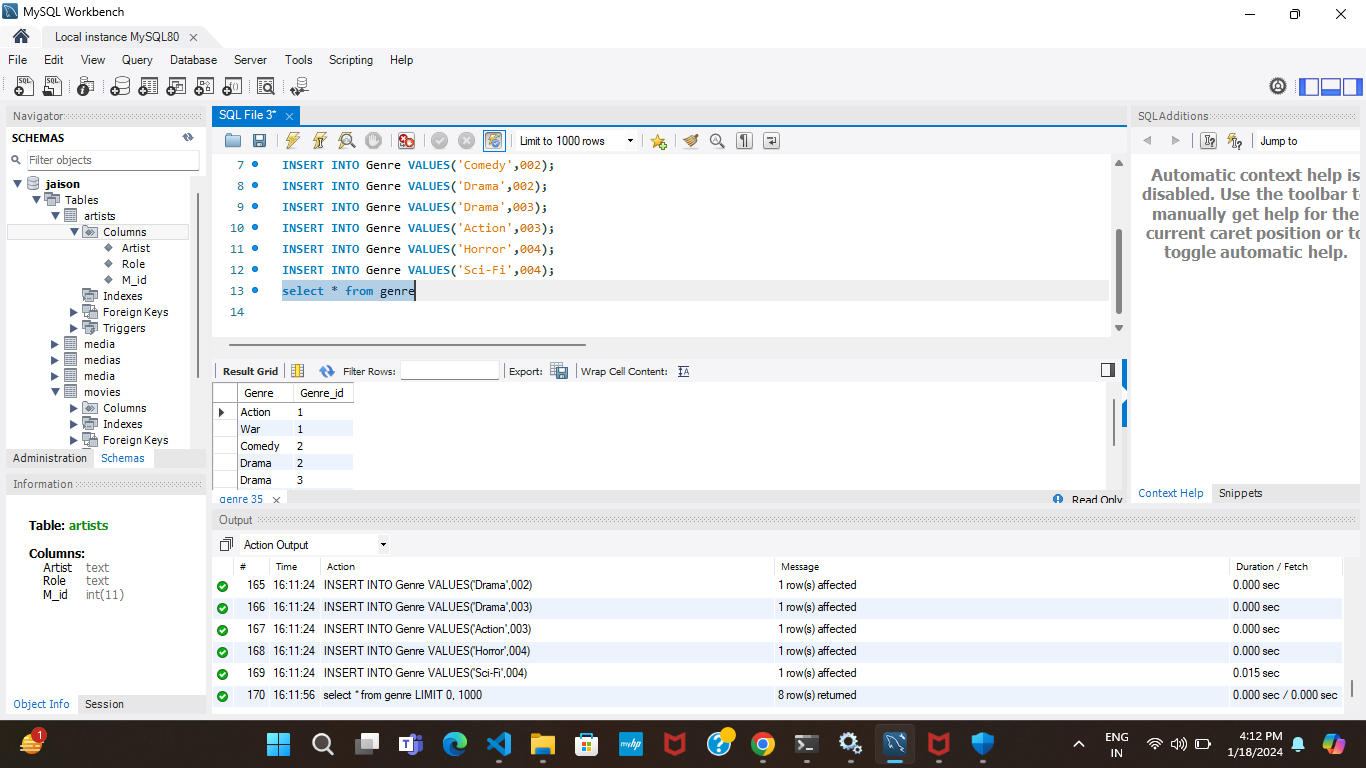 MySQL Workbench
Local instance MySQL80
File Edit View Query Database Server Tools Scripting Help
Navigator
SCHEMAS
Filter objects
jaison
Tables
artists
Columns
Artist
Role
M_id
Indexes
Foreign Keys
Triggers
media
medias
media
movies
Columns
Indexes
Foreign Keys
Administration Schemas
Information
Table: artists
Columns:
Artist text
Role text
M_id int(11)
Object Info Session
SQL File 3*
Limit to 1000 rows
7 INSERT INTO Genre VALUES('Comedy',002);
8 INSERT INTO Genre VALUES('Drama',002);
9 INSERT INTO Genre VALUES('Drama',003);
10 INSERT INTO Genre VALUES('Action',003);
11 INSERT INTO Genre VALUES('Horror',004);
12 INSERT INTO Genre VALUES('Sci-Fi',004);
13 select * from genre
14
Result Grid Filter Rows: Export: Wrap Cell Content:
Genre Genre_id
Action 1
War 1
Comedy 2
Drama 2
Drama 3
genre 35
Read Only
SQLAdditions
Jump to
Automatic context help is
disabled. Use the toolbar t
manually get help for the
current caret position or to
toggle automatic help.
Context Help Snippets
Output
Action Output
# Time Action Message Duration / Fetch
165 16:11:24 INSERT INTO Genre VALUES('Drama',002) 1 row(s) affected 0.000 sec
166 16:11:24 INSERT INTO Genre VALUES('Drama',003) 1 row(s) affected 0.000 sec
167 16:11:24 INSERT INTO Genre VALUES('Action',003) 1 row(s) affected 0.000 sec
168 16:11:24 INSERT INTO Genre VALUES('Horror',004) 1 row(s) affected 0.000 sec
169 16:11:24 INSERT INTO Genre VALUES('Sci-Fi',004) 1 row(s) affected 0.015 sec
170 16:11:56 select * from genre LIMIT 0, 1000 8 row(s) returned 0.000 sec / 0.000 sec
1
myhp
ENG
IN
4:12 PM
1/18/2024